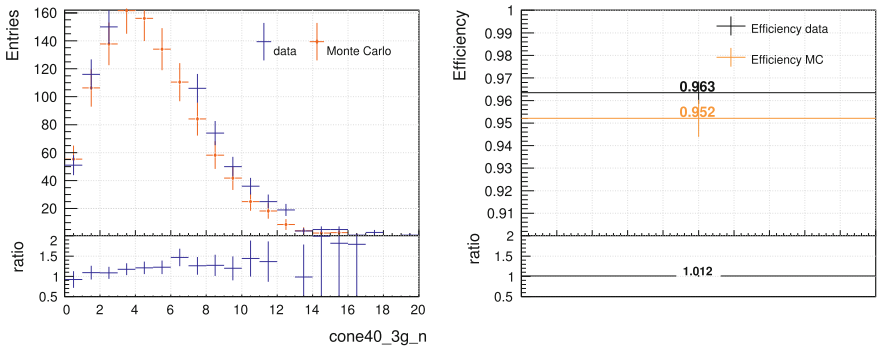 Entries
160
140
120
100
80
60
40
20
data
Monte Carlo
ratio
2
1.5
1
0.5
0 2 4 6 8 10 12 14 16 18 20
cone40_3g_n
Efficiency
1
0.99
0.98
0.97
0.96
0.95
0.94
0.93
0.92
0.91
Efficiency data
Efficiency MC
0.963
0.952
ratio
2
1.5
1
0.5
1.012